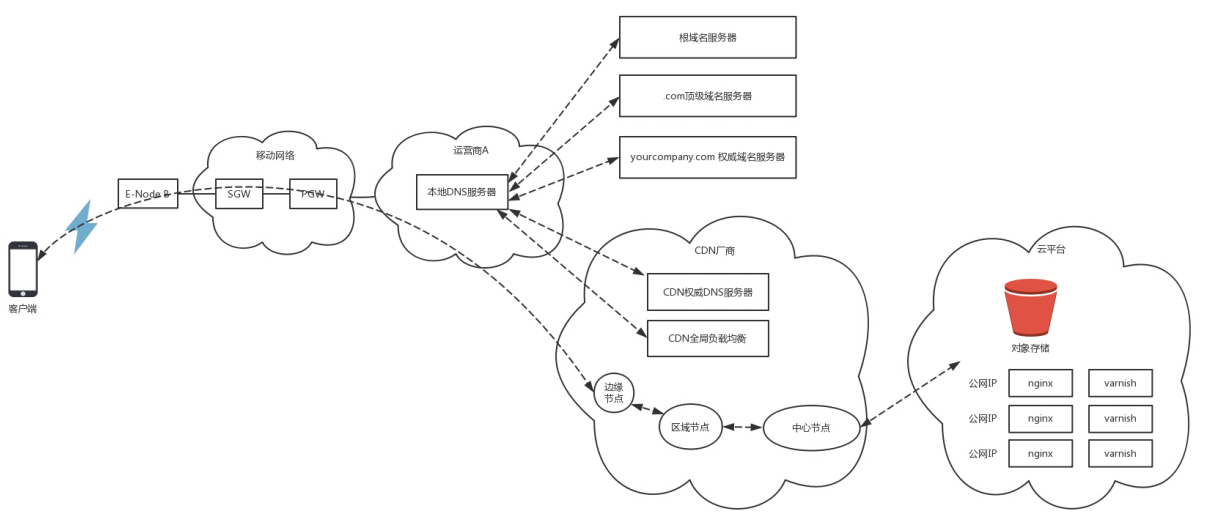 根域名服务器
.com顶级域名服务器
yourcompany.com 权威域名服务器
移动网络
运营商A
E-Node B
SGW
PGW
本地DNS服务器
客户端
CDN厂商
CDN权威DNS服务器
CDN全局负载均衡
边缘
节点
区域节点
中心节点
云平台
对象存储
公网IP
nginx
varnish
公网IP
nginx
varnish
公网IP
nginx
varnish